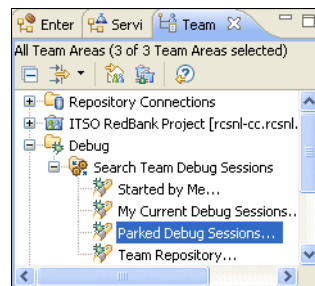 Enter Servi Team
All Team Areas (3 of 3 Team Areas selected)
Repository Connections
ITSO RedBank Project [rcsnl-cc.rcsnl.
Debug
Search Team Debug Sessions
Started by Me...
My Current Debug Sessions..
Parked Debug Sessions...
Team Repository...